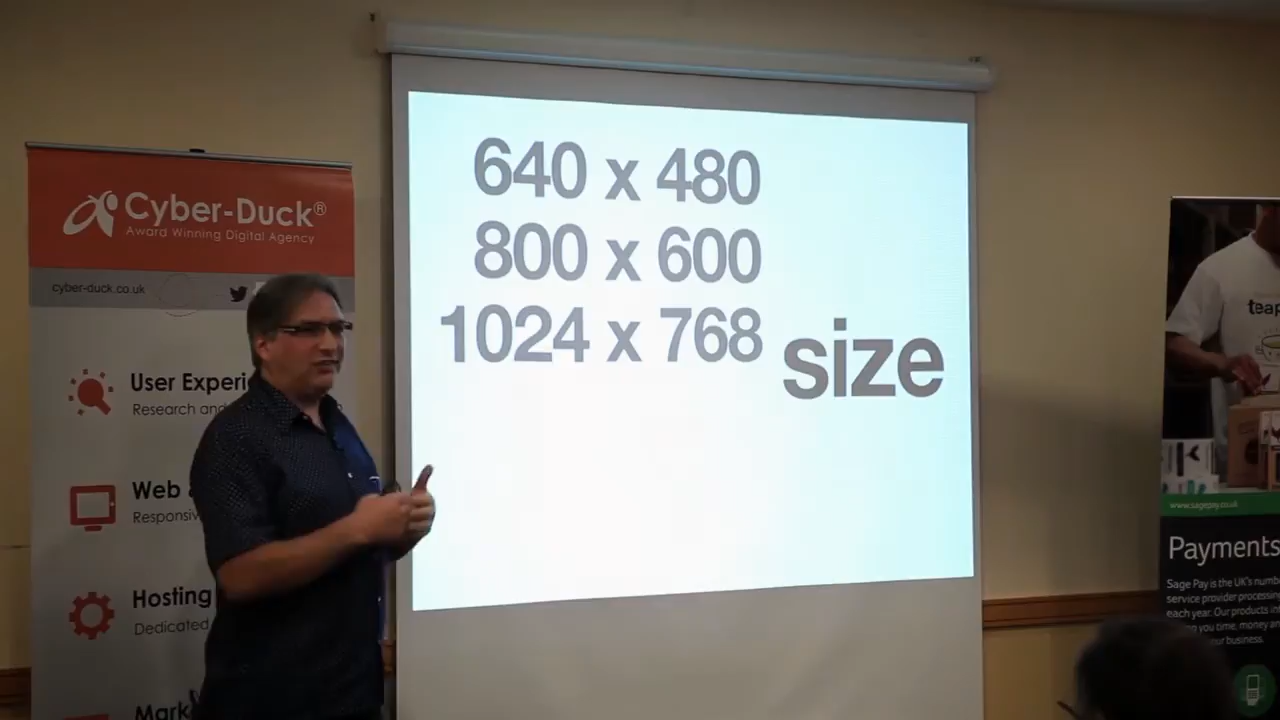 Cyber-Duck®
Award Winning Digital Agency
cyber-duck.co.uk
User Experi
Research and
Web
Responsiv
Hosting
Dedicated
Mark
640 x 480
800 x 600
1024 x 768
size
teap
www.sagepay.co.uk
Payments
Sage Pay is the UK's numb
service provider processing
each year. Our products in
you time, money an
our business.